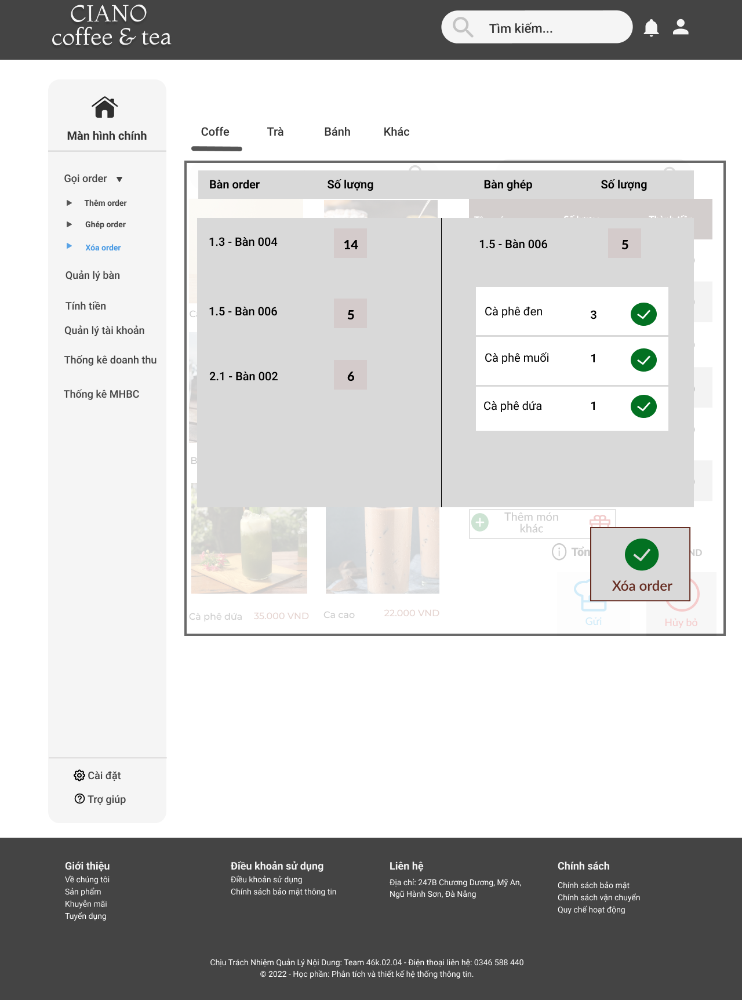 CIANO
coffee & tea
Tìm kiếm...
Màn hình chính
Gọi order
Thêm order
Ghép order
Xóa order
Quản lý bàn
Tính tiền
Quản lý tài khoản
Thống kê doanh thu
Thống kê MHBC
Cài đặt
Trợ giúp
Coffe Trà Bánh Khác
Bàn order Số lượng Bàn ghép Số lượng
1.3 - Bàn 004 14 1.5 - Bàn 006 5
1.5 - Bàn 006 5 Cà phê đen 3
Cà phê muối 1
2.1 - Bàn 002 6
Cà phê dứa 1
Thêm món
khác
Xóa order
Cà phê dứa 35.000 VND Ca cao 22.000 VND
Gửi Hủy bỏ
Giới thiệu
Về chúng tôi
Sản phẩm
Khuyễn mãi
Tuyển dụng
Điều khoản sử dụng
Điều khoản sử dụng
Chính sách bảo mật thông tin
Liên hệ
Địa chỉ: 247B Chương Dương, Mỹ An,
Ngũ Hành Sơn, Đà Nẵng
Chính sách
Chính sách bảo mật
Chính sách vận chuyển
Quy chế hoạt động
Chịu Trách Nhiệm Quản Lý Nội Dung: Team 46k.02.04 - Điện thoại liên hệ: 0346 588 440
© 2022 - Học phần: Phân tích và thiết kế hệ thống thông tin.